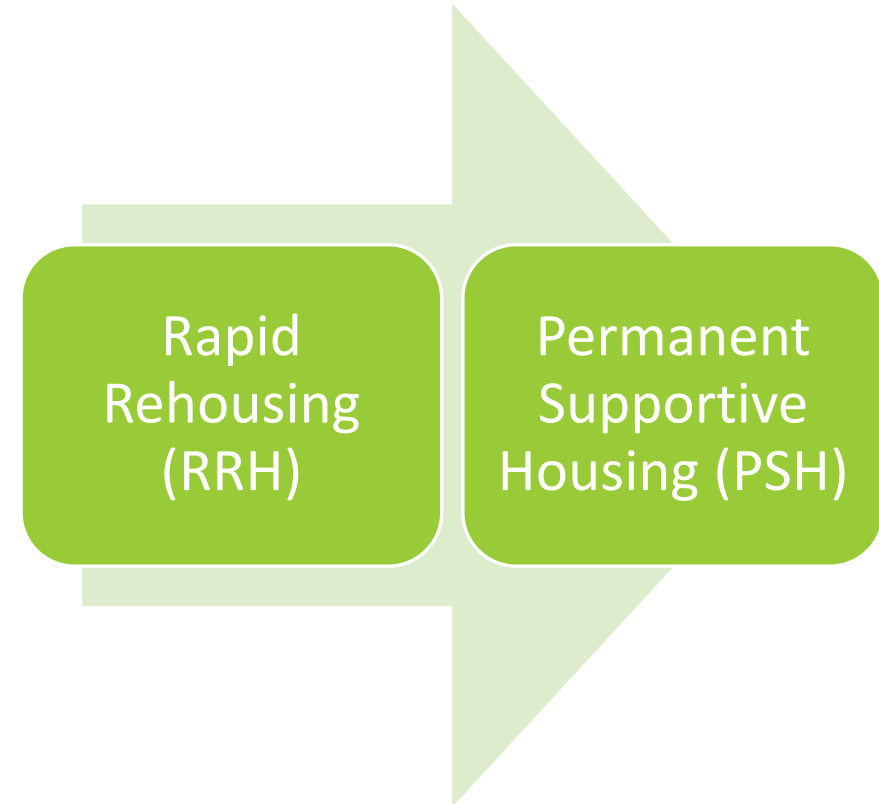 Rapid
Rehousing
(RRH)
Permanent
Supportive
Housing (PSH)